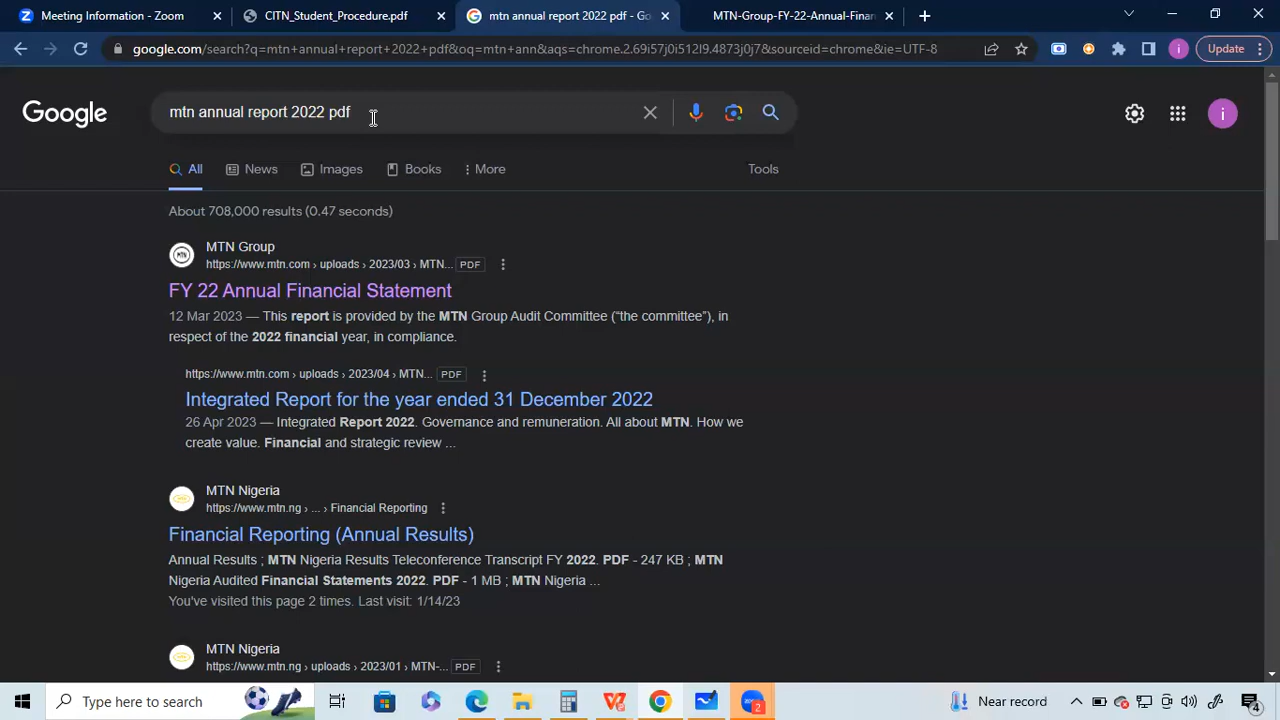 Meeting Information - Zoom
CITN_Student_Procedure.pdf
mtn annual report 2022 pdf - Go
MTN-Group-FY-22-Annual-Finan
google.com/search?q=mtn+annual+report+2022+pdf&oq=mtn+ann&aqs=chrome.2.69i57j0i512l9.4873j0j7&sourceid=chrome&ie=UTF-8
i
Update
Google
mtn annual report 2022 pdf
i
All
News
Images
Books
More
Tools
About 708,000 results (0.47 seconds)
MTN Group
https://www.mtn.com › uploads › 2023/03 › MTN... PDF
FY 22 Annual Financial Statement
12 Mar 2023 — This report is provided by the MTN Group Audit Committee (“the committee”), in
respect of the 2022 financial year, in compliance.
https://www.mtn.com › uploads › 2023/04 › MTN... PDF
Integrated Report for the year ended 31 December 2022
26 Apr 2023 — Integrated Report 2022. Governance and remuneration. All about MTN. How we
create value. Financial and strategic review ...
MTN Nigeria
https://www.mtn.ng › ... › Financial Reporting
Financial Reporting (Annual Results)
Annual Results ; MTN Nigeria Results Teleconference Transcript FY 2022. PDF - 247 KB ; MTN
Nigeria Audited Financial Statements 2022. PDF - 1 MB ; MTN Nigeria ...
You've visited this page 2 times. Last visit: 1/14/23
MTN Nigeria
https://www.mtn.ng › uploads › 2023/01 › MTN-... PDF
Type here to search
2
Near record
4